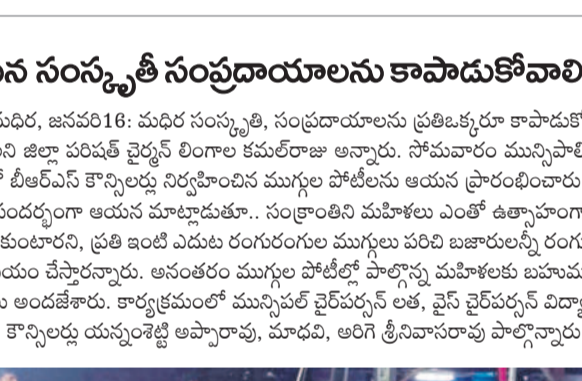 న సంస్కృతీ సంప్రదాయాలను కాపాడుకోవాలి
మధిర, జనవరి16: మధిర సంస్కృతి, సంప్రదాయాలను ప్రతిఒక్కరూ కాపాడుకో
ని జిల్లా పరిషత్ చైర్మన్ లింగాల కమల్‌రాజు అన్నారు. సోమవారం మున్సిపాలి
బీఆర్ఎస్ కౌన్సిలర్లు నిర్వహించిన ముగ్గుల పోటీలను ఆయన ప్రారంభించారు
సందర్భంగా ఆయన మాట్లాడుతూ.. సంక్రాంతిని మహిళలు ఎంతో ఉత్సాహంగా
కుంటారని, ప్రతి ఇంటి ఎదుట రంగురంగుల ముగ్గులు పరిచి బజారులన్నీ రంగు
యం చేస్తారన్నారు. అనంతరం ముగ్గుల పోటీల్లో పాల్గొన్న మహిళలకు బహుమ
అందజేశారు. కార్యక్రమంలో మున్సిపల్ చైర్‌పర్సన్ లత, వైస్ చైర్‌పర్సన్ విద్యా
కౌన్సిలర్లు యన్నంశెట్టి అప్పారావు, మాధవి, అరిగె శ్రీనివాసరావు పాల్గొన్నారు